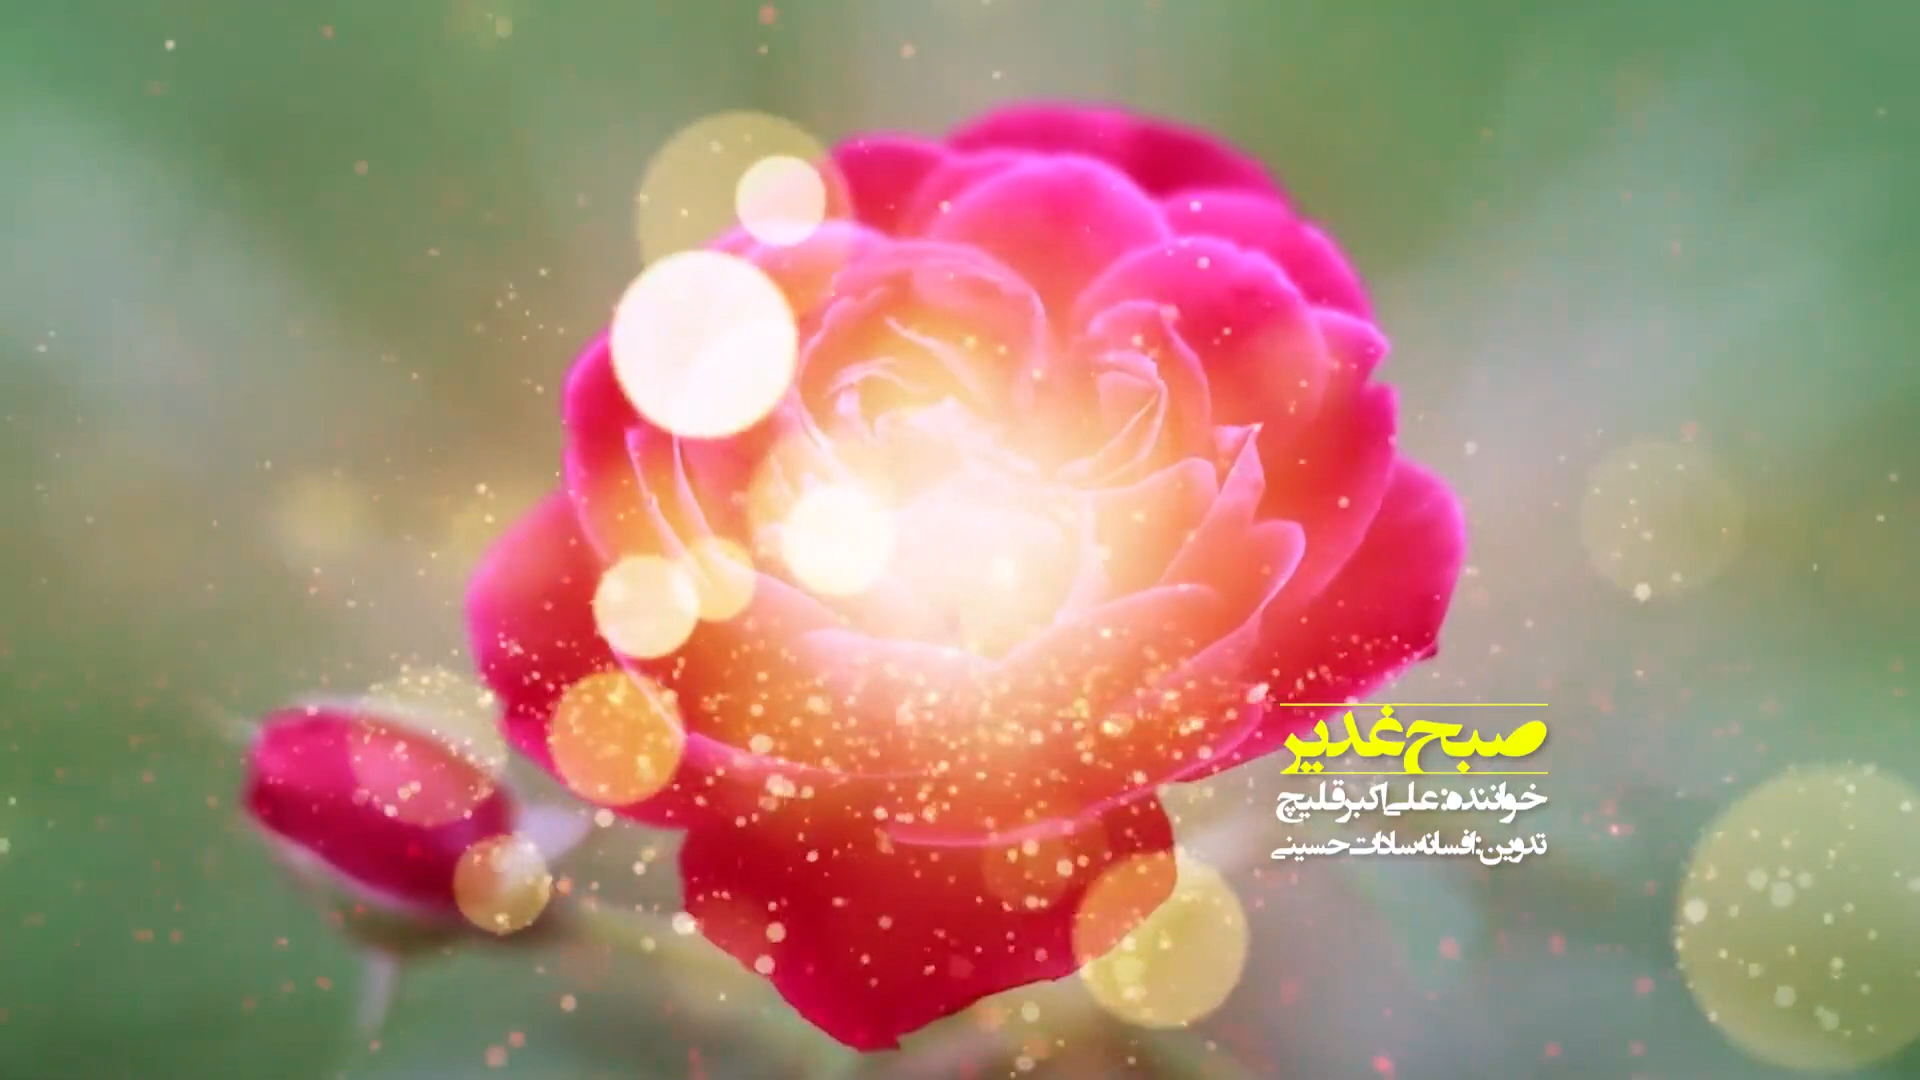 صبح غدیر
خواننده: علی اکبر قلیچ
تدوین: افسانه سادات حسینی